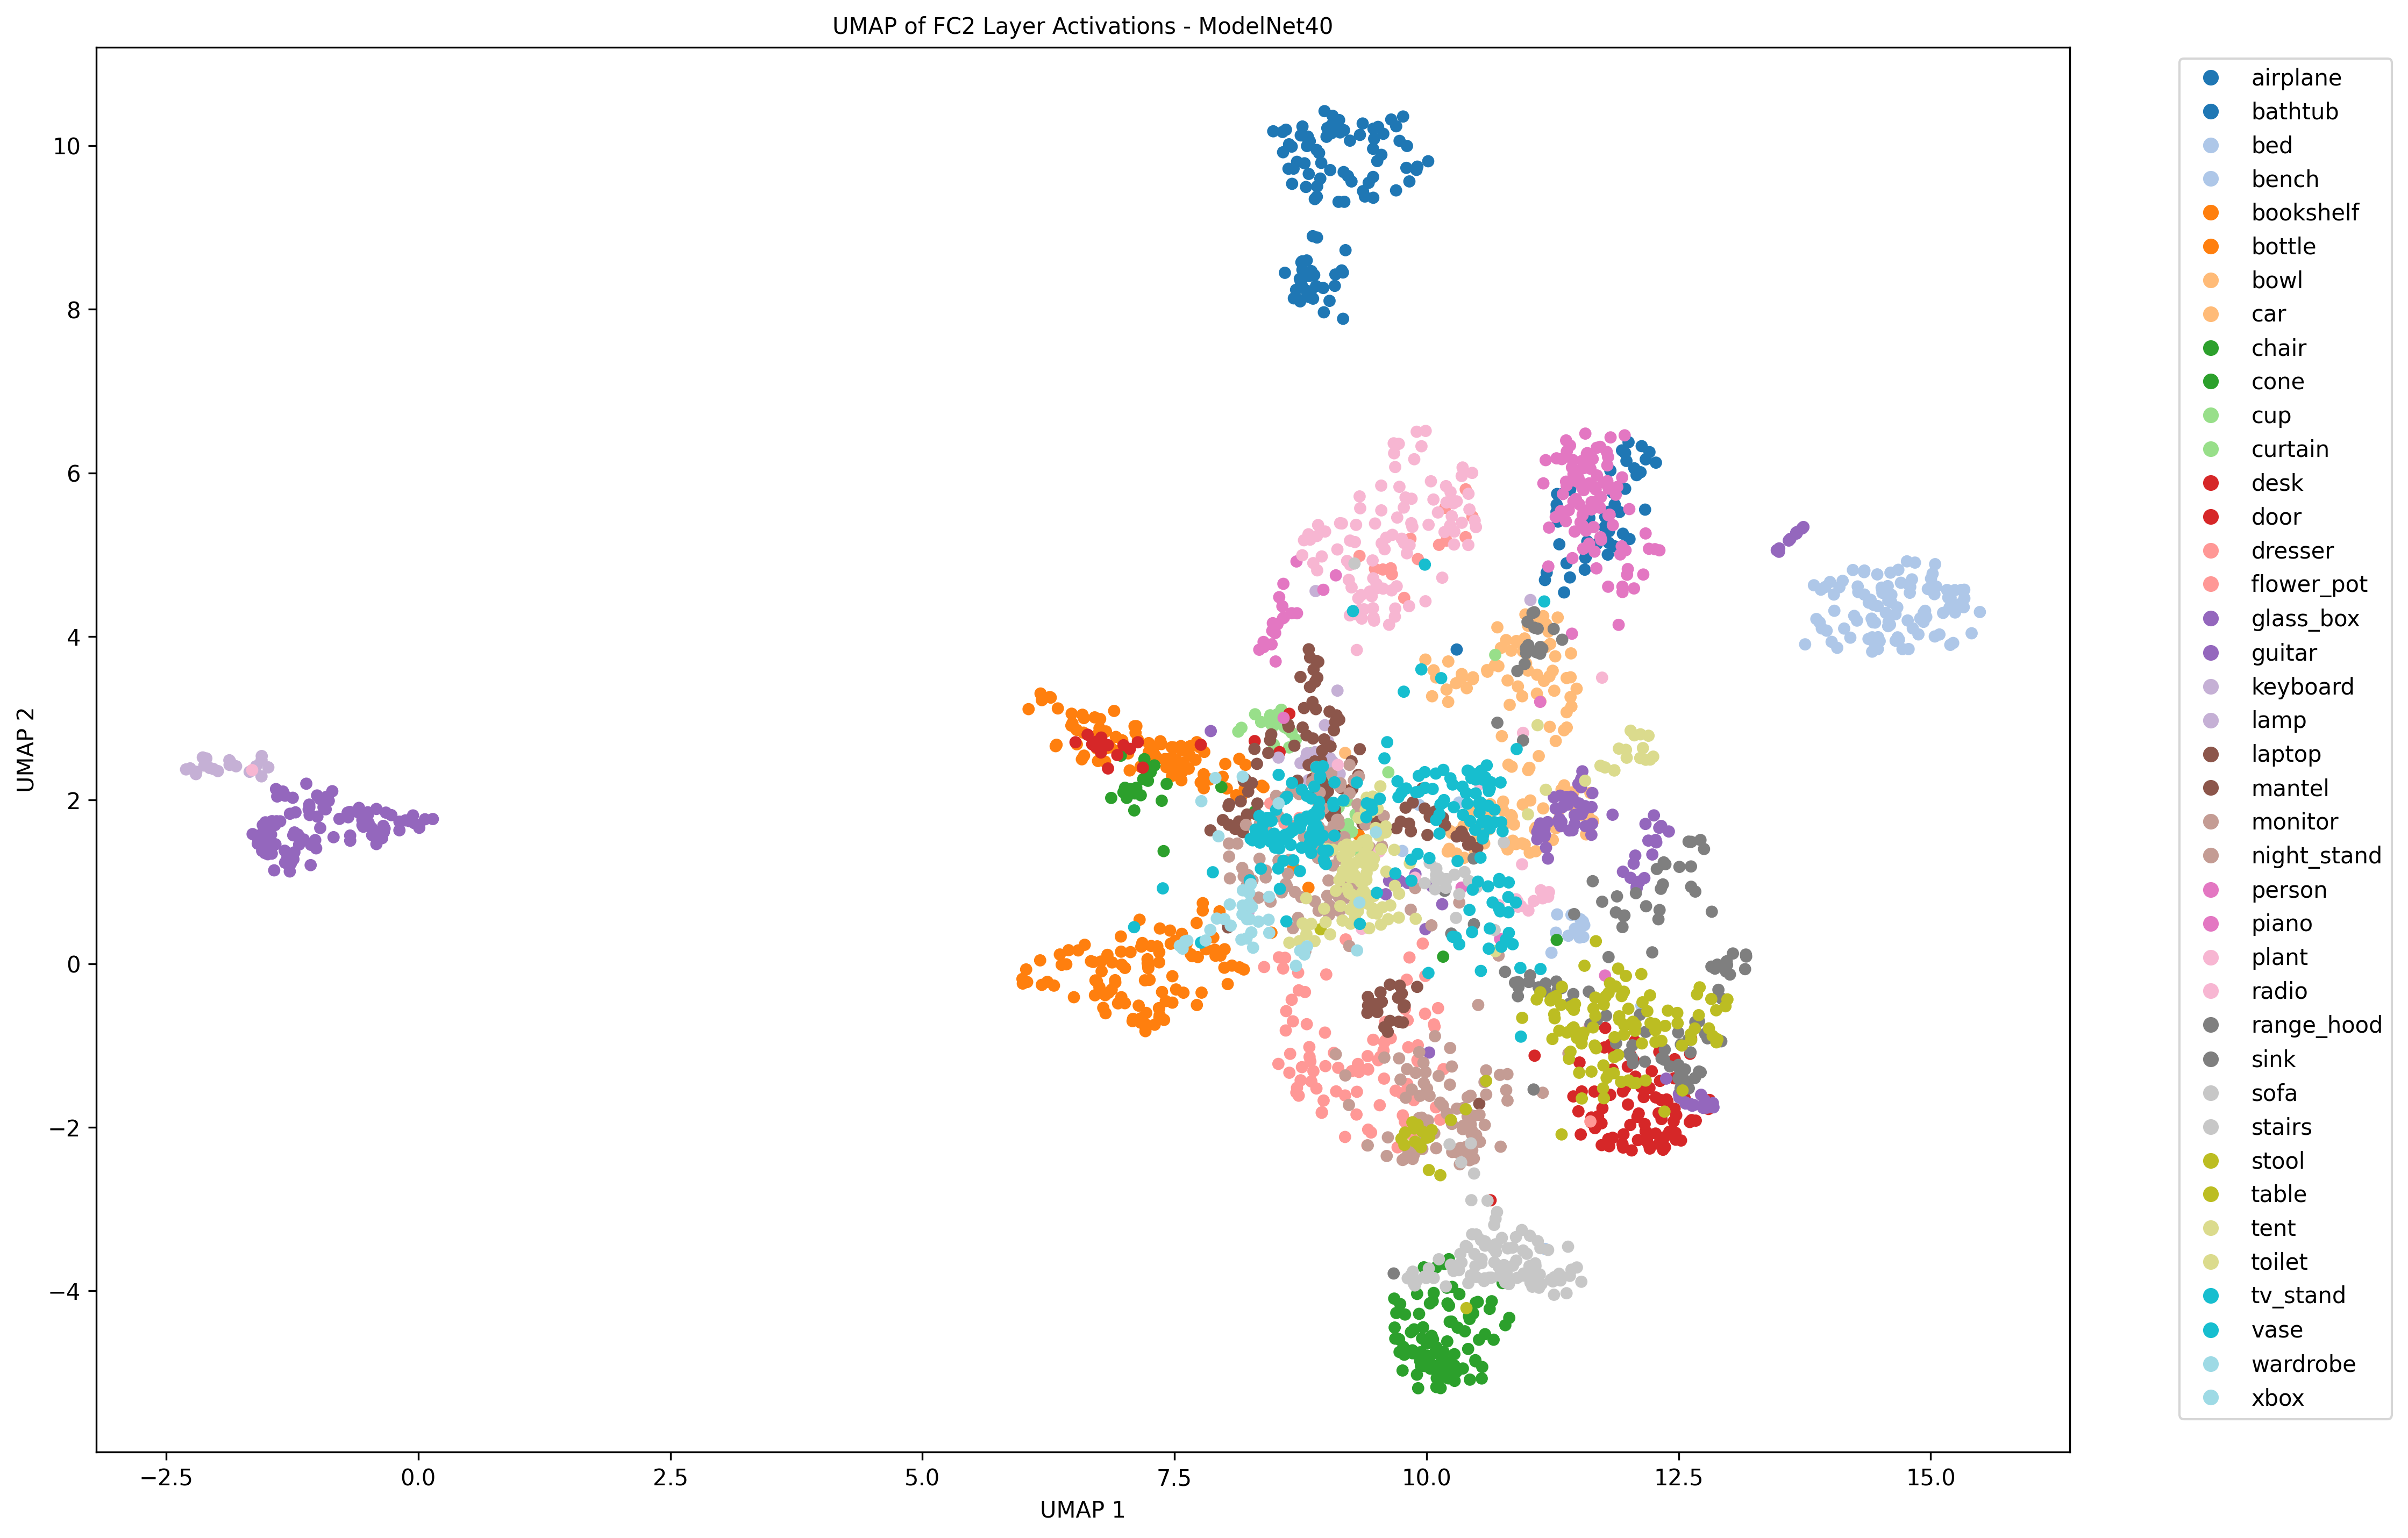 UMAP of FC2 Layer Activations - ModelNet40
10
8
6
4
2
0
−2
−4
UMAP 2
−2.5
0.0
2.5
5.0
7.5
10.0
12.5
15.0
UMAP 1
airplane
bathtub
bed
bench
bookshelf
bottle
bowl
car
chair
cone
cup
curtain
desk
door
dresser
flower_pot
glass_box
guitar
keyboard
lamp
laptop
mantel
monitor
night_stand
person
piano
plant
radio
range_hood
sink
sofa
stairs
stool
table
tent
toilet
tv_stand
vase
wardrobe
xbox